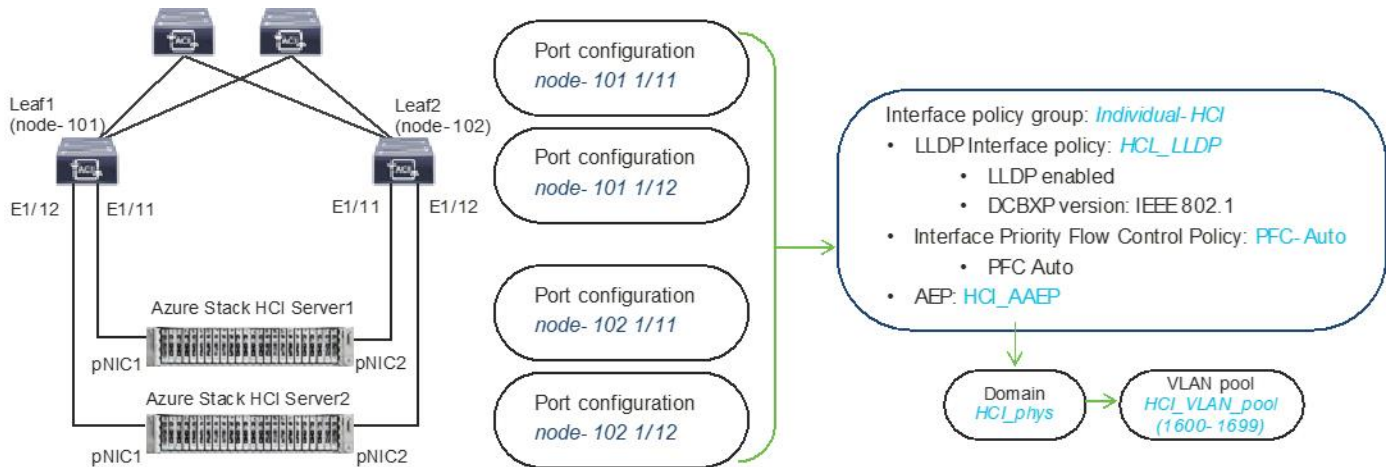 ACI
ACI
Leaf1
(node-101)
Leaf2
(node-102)
ACI
ACI
E1/12
E1/11
E1/11
E1/12
Azure Stack HCI Server1
pNIC1
pNIC2
Azure Stack HCI Server2
pNIC1
pNIC2
Port configuration
node-101 1/11
Port configuration
node-101 1/12
Port configuration
node-102 1/11
Port configuration
node-102 1/12
Interface policy group: Individual-HCI
• LLDP Interface policy: HCL_LLDP
• LLDP enabled
• DCBXP version: IEEE 802.1
• Interface Priority Flow Control Policy: PFC-Auto
• PFC Auto
• AEP: HCI_AAEP
Domain
HCI_phys
VLAN pool
HCI_VLAN_pool
(1600-1699)